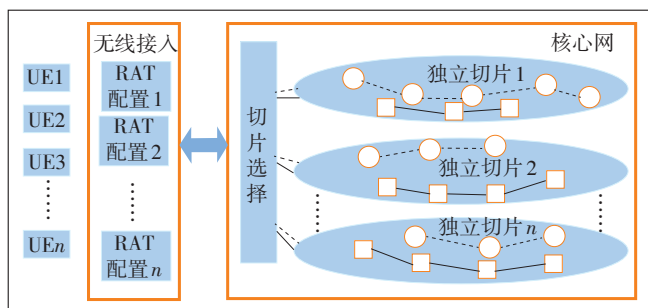 无线接入
核心网
UE1
UE2
UE3
UEn
RAT
配置1
RAT
配置2
RAT
配置n
切
片
选
择
独立切片1
独立切片2
独立切片n